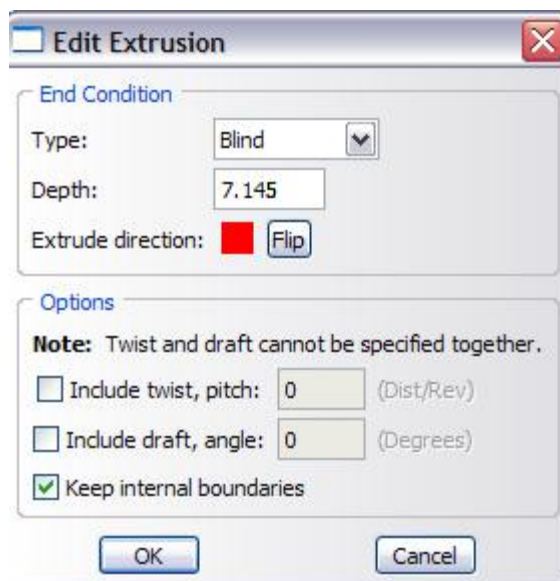 Edit Extrusion
End Condition
Type: Blind
Depth: 7.145
Extrude direction: Flip
Options
Note: Twist and draft cannot be specified together.
Include twist, pitch: 0 (Dist/Rev)
Include draft, angle: 0 (Degrees)
Keep internal boundaries
OK Cancel